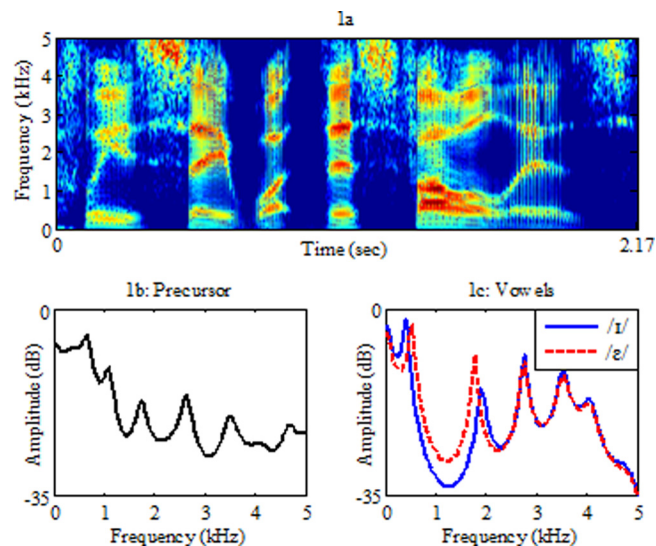 1a
5
4
3
2
1
0
Frequency (kHz)
0 Time (sec) 2.17
1b: Precursor
0
-35
Amplitude (dB)
0 1 2 3 4 5
Frequency (kHz)
1c: Vowels
0
-35
Amplitude (dB)
/ɪ/
/ɛ/
0 1 2 3 4 5
Frequency (kHz)